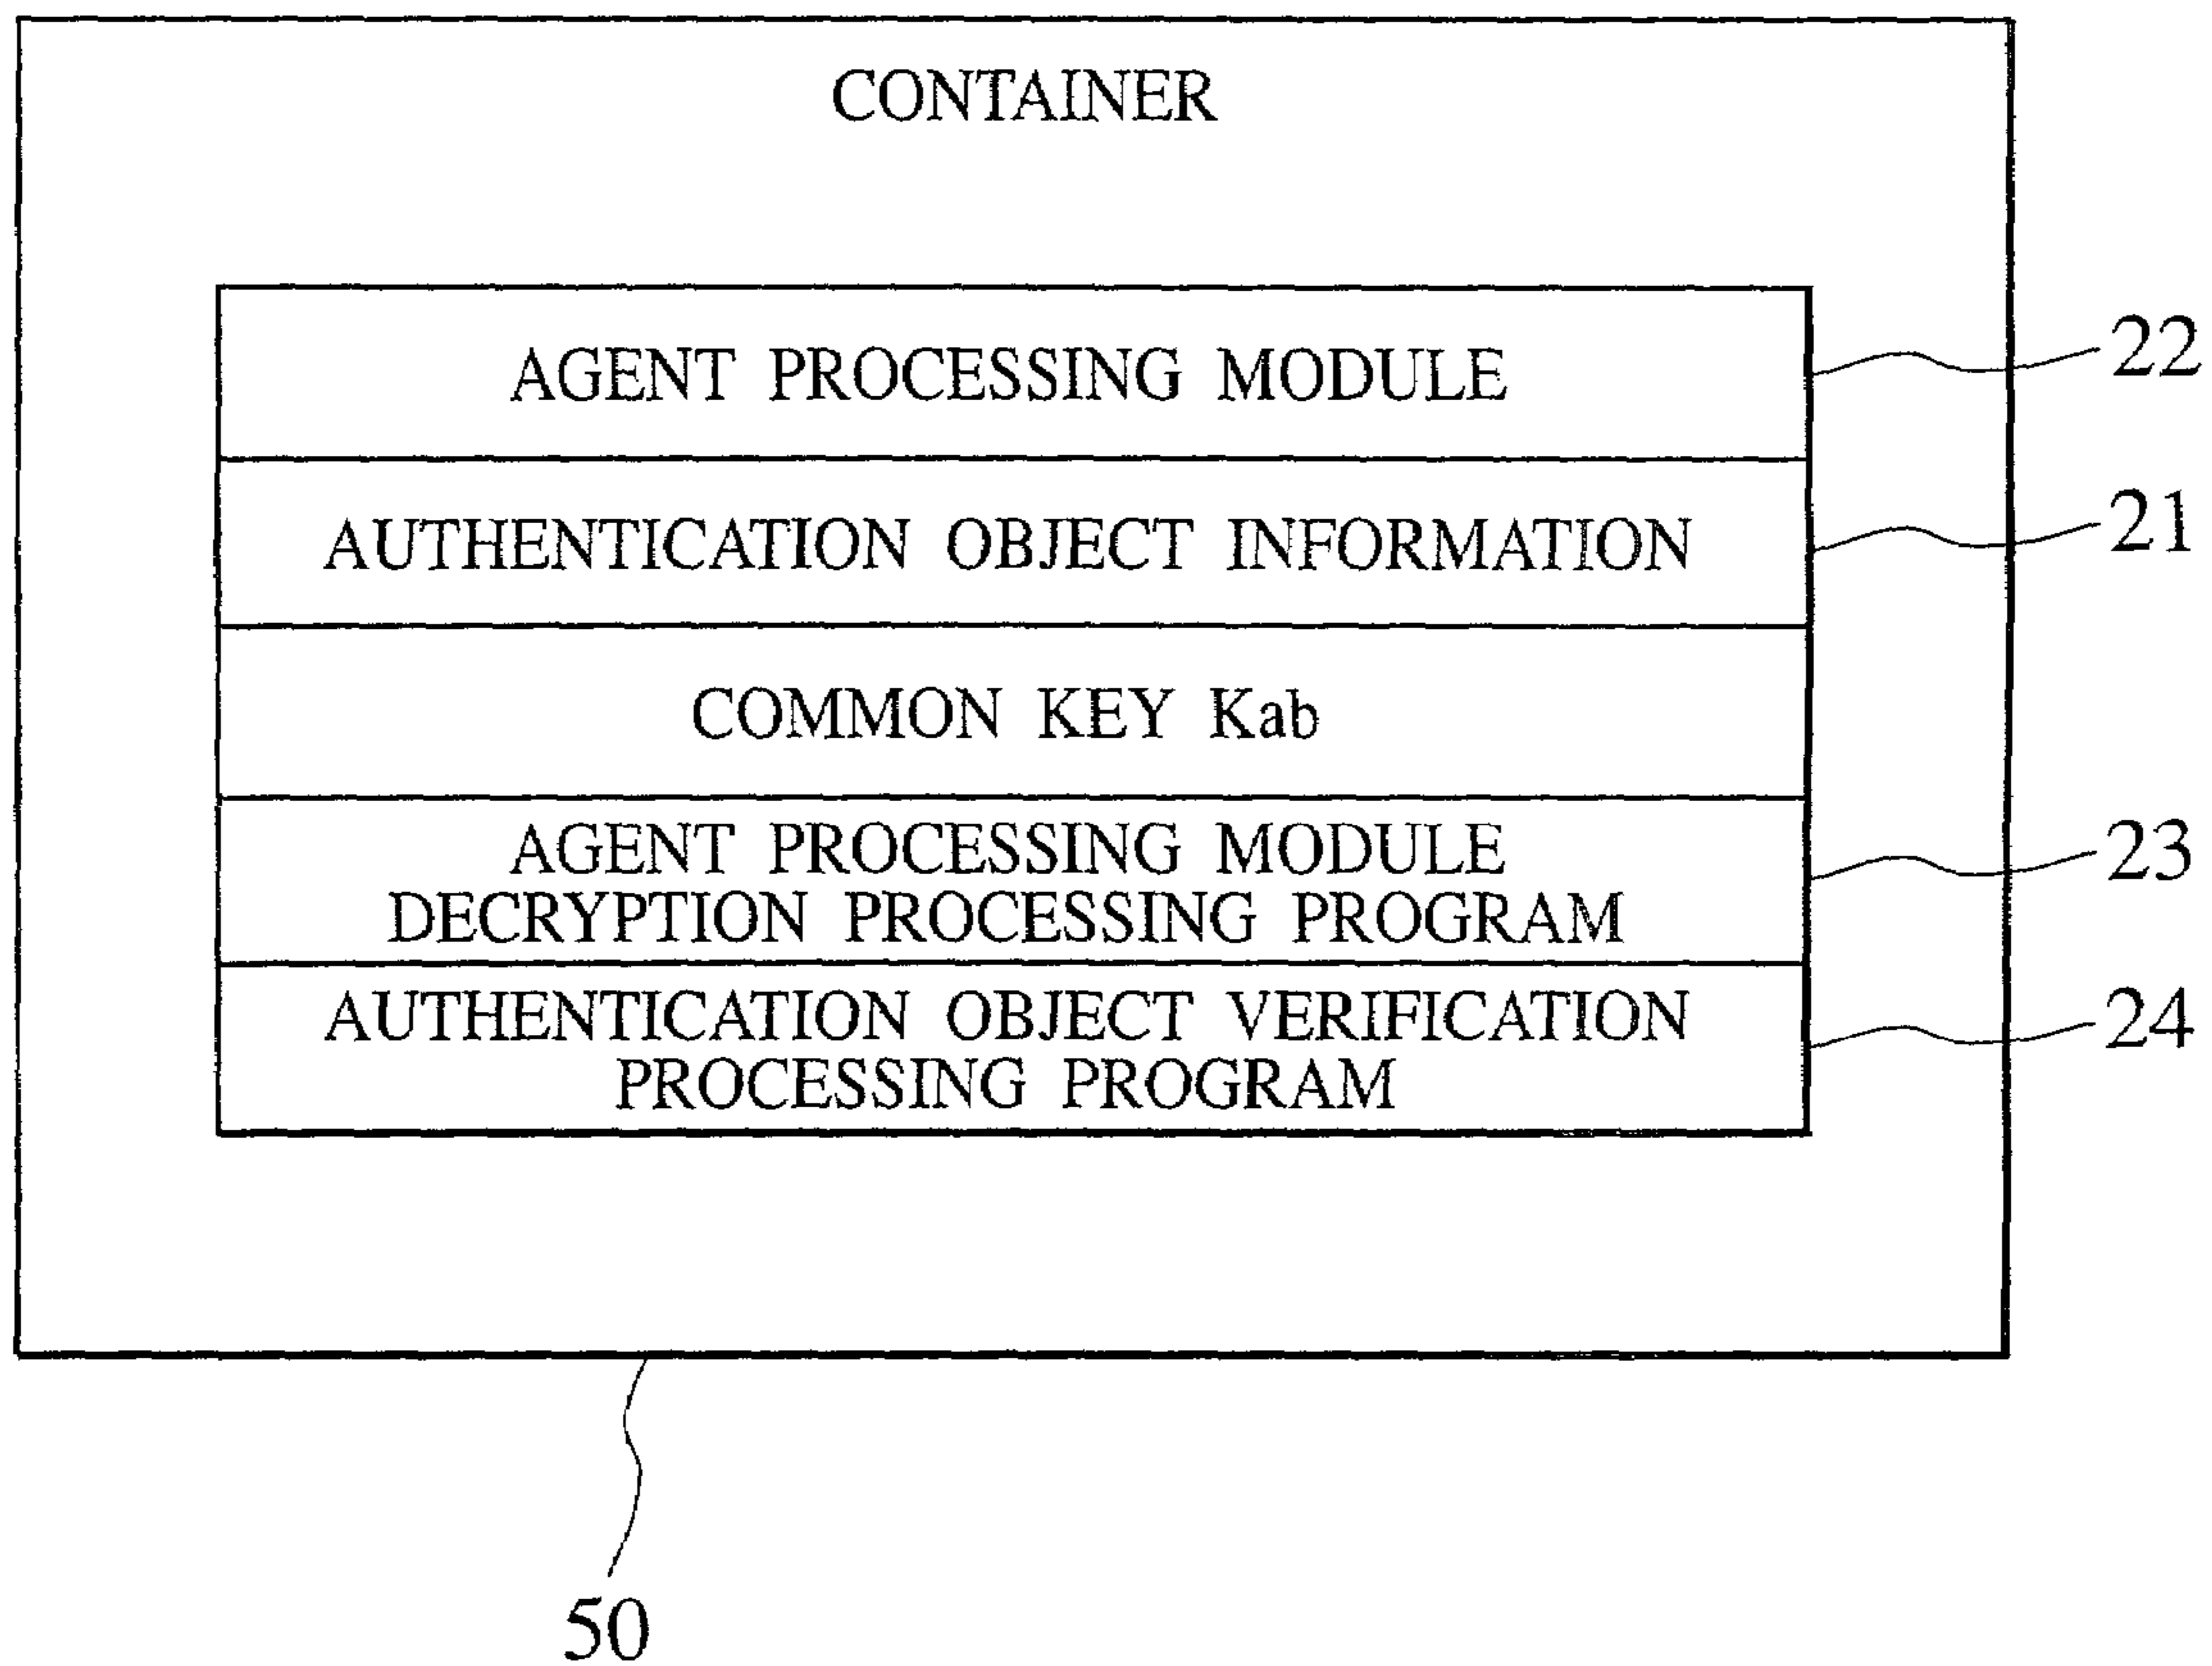 CONTAINER
AGENT PROCESSING MODULE
22
AUTHENTICATION OBJECT INFORMATION
21
COMMON KEY Kab
AGENT PROCESSING MODULE
DECRYPTION PROCESSING PROGRAM
23
AUTHENTICATION OBJECT VERIFICATION
PROCESSING PROGRAM
24
50